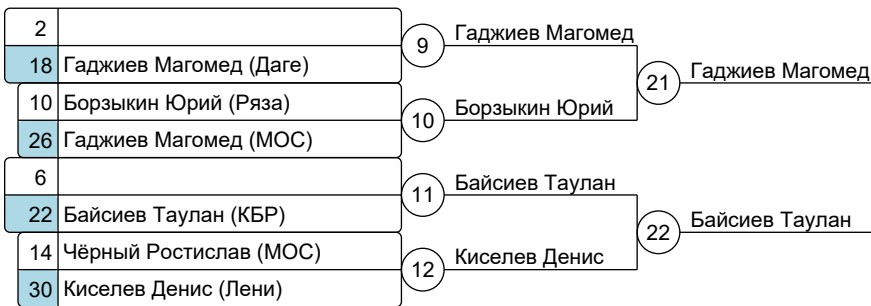 2
18 Гаджиев Магомед (Даге)
10 Борзыкин Юрий (Ряза)
26 Гаджиев Магомед (МОС)
6
22 Байсиев Таулан (КБР)
14 Чёрный Ростислав (МОС)
30 Киселев Денис (Лени)
9 Гаджиев Магомед
10 Борзыкин Юрий
11 Байсиев Таулан
12 Киселев Денис
21 Гаджиев Магомед
22 Байсиев Таулан